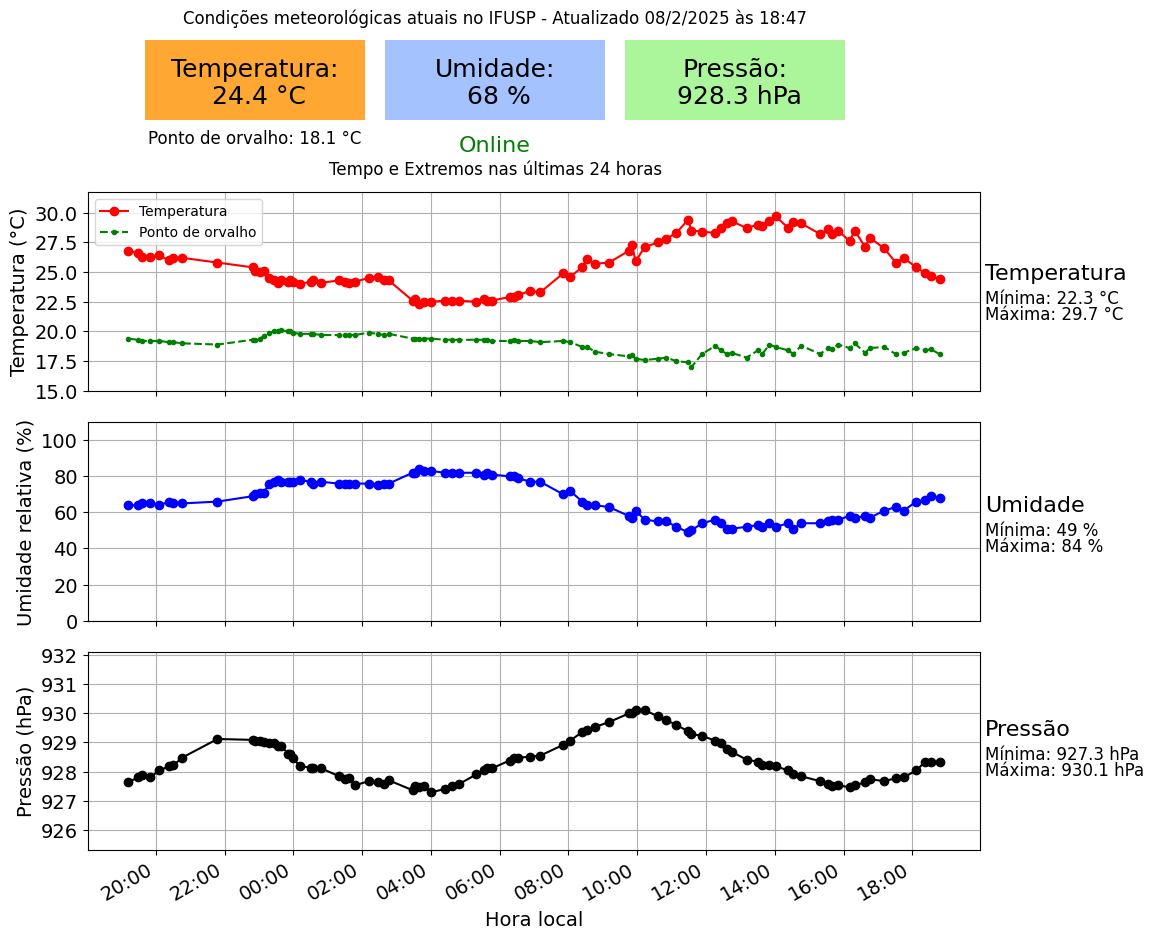 Condições meteorológicas atuais no IFUSP - Atualizado 08/2/2025 às 18:47
Temperatura:
24.4 °C
Umidade:
68 %
Pressão:
928.3 hPa
Ponto de orvalho: 18.1 °C
Online
Tempo e Extremos nas últimas 24 horas
Temperatura (°C)
30.0
27.5
25.0
22.5
20.0
17.5
15.0
Temperatura
Ponto de orvalho
Temperatura
Mínima: 22.3 °C
Máxima: 29.7 °C
Umidade relativa (%)
100
80
60
40
20
0
Umidade
Mínima: 49 %
Máxima: 84 %
Pressão (hPa)
932
931
930
929
928
927
926
Pressão
Mínima: 927.3 hPa
Máxima: 930.1 hPa
20:00 22:00 00:00 02:00 04:00 06:00 08:00 10:00 12:00 14:00 16:00 18:00
Hora local